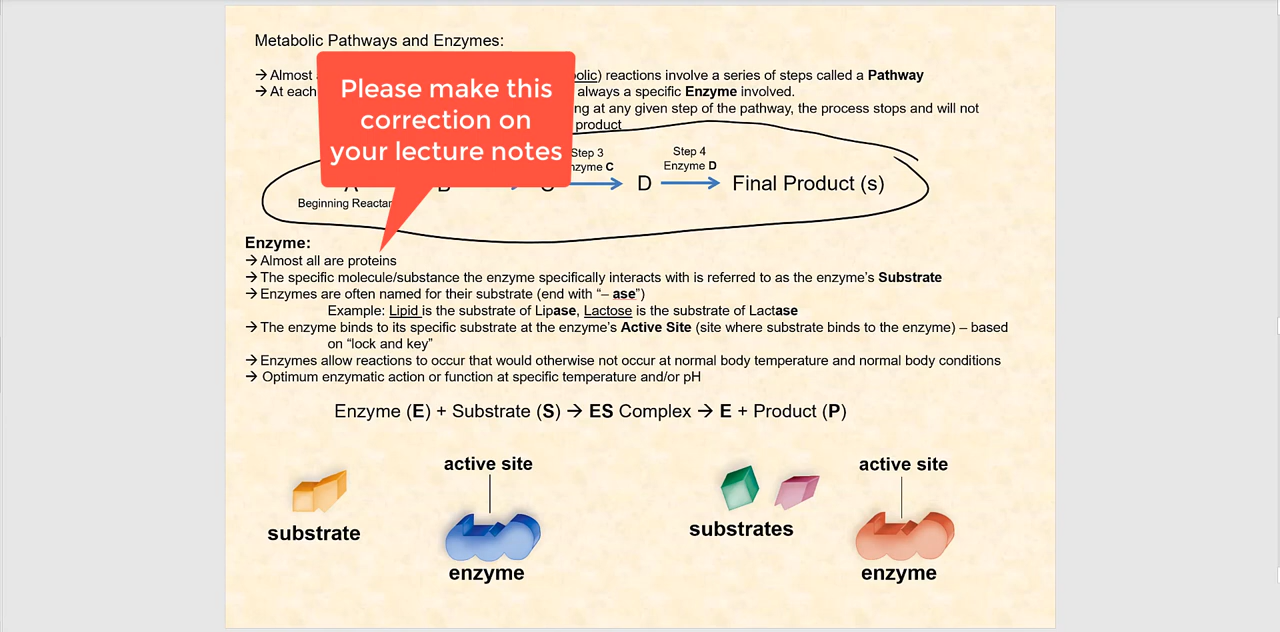 Metabolic Pathways and Enzymes:
→ Almost olic) reactions involve a series of steps called a Pathway
→ At each always a specific Enzyme involved.
ng at any given step of the pathway, the process stops and will not
product
Please make this
correction on
your lecture notes
Step 3
Step 4
nzyme C
Enzyme D
D → Final Product (s)
Beginning Reactan
Enzyme:
→ Almost all are proteins
→ The specific molecule/substance the enzyme specifically interacts with is referred to as the enzyme’s Substrate
→ Enzymes are often named for their substrate (end with “– ase”)
Example: Lipid is the substrate of Lipase, Lactose is the substrate of Lactase
→ The enzyme binds to its specific substrate at the enzyme’s Active Site (site where substrate binds to the enzyme) – based
on “lock and key”
→ Enzymes allow reactions to occur that would otherwise not occur at normal body temperature and normal body conditions
→ Optimum enzymatic action or function at specific temperature and/or pH
Enzyme (E) + Substrate (S) → ES Complex → E + Product (P)
active site
substrate
enzyme
active site
substrates
enzyme